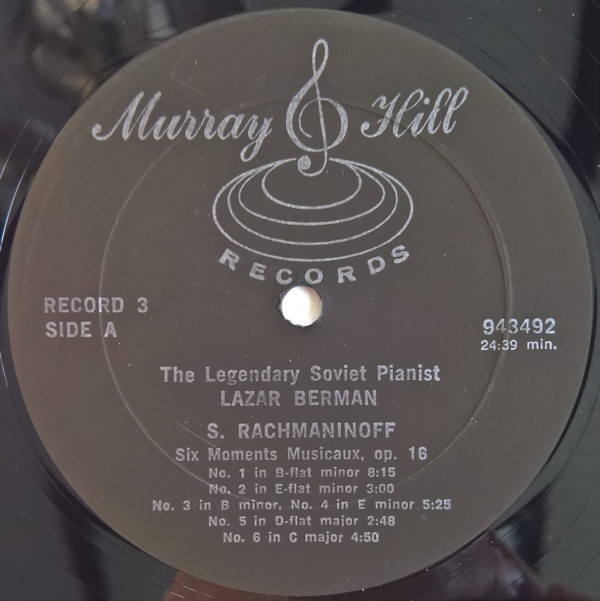 Murray Hill
RECORDS
RECORD 3
SIDE A
943492
24:39 min.
The Legendary Soviet Pianist
LAZAR BERMAN
S. RACHMANINOFF
Six Moments Musicaux, op. 16
No. 1 in B-flat minor 8:15
No. 2 in E-flat minor 3:00
No. 3 in B minor, No. 4 in E minor 5:25
No. 5 in D-flat major 2:48
No. 6 in C major 4:50